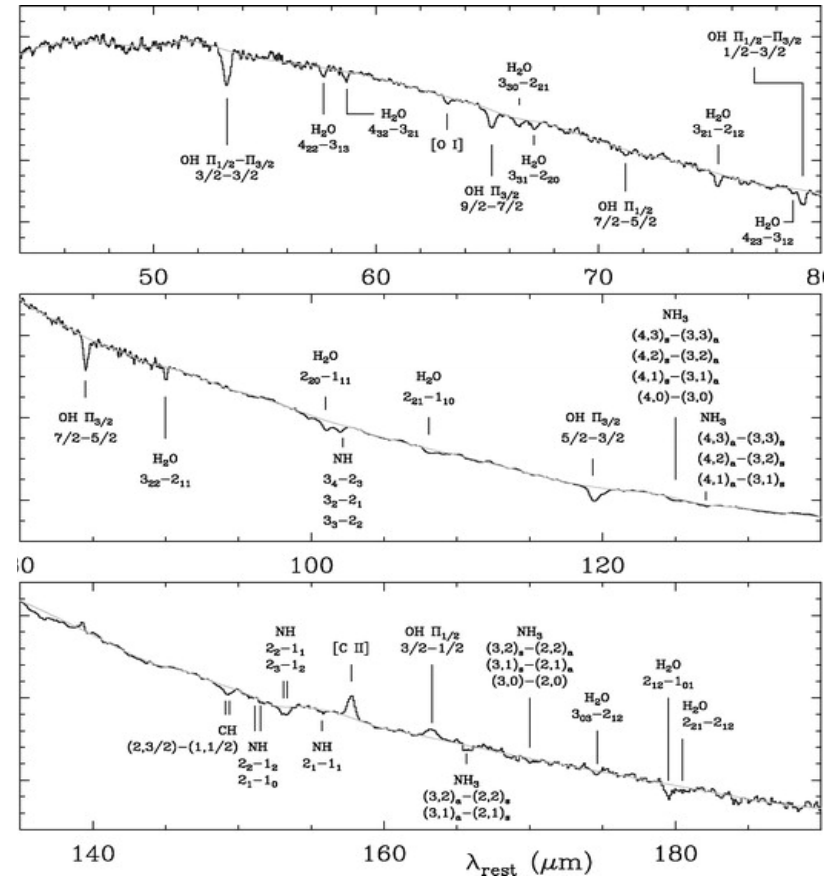 OH Π₁/₂−Π₃/₂
1/2−3/2
H₂O
3₃₀−2₂₁
H₂O
3₂₁−2₁₂
H₂O
4₂₂−3₁₃
H₂O
4₃₂−3₂₁
[O I]
H₂O
3₃₁−2₂₀
OH Π₁/₂−Π₃/₂
3/2−3/2
OH Π₃/₂
9/2−7/2
OH Π₁/₂
7/2−5/2
H₂O
4₂₃−3₁₂
50 60 70 80
NH₃
(4,3)ₛ−(3,3)ₐ
(4,2)ₛ−(3,2)ₐ
(4,1)ₛ−(3,1)ₐ
(4,0)−(3,0)
H₂O
2₂₀−1₁₁
H₂O
2₂₁−1₁₀
OH Π₃/₂
5/2−3/2
NH₃
(4,3)ₐ−(3,3)ₛ
(4,2)ₐ−(3,2)ₛ
(4,1)ₐ−(3,1)ₛ
OH Π₃/₂
7/2−5/2
H₂O
3₂₂−2₁₁
NH
3₄−2₃
3₂−2₁
3₃−2₂
80 100 120
NH
2₂−1₁
2₃−1₂
[C II]
OH Π₁/₂
3/2−1/2
NH₃
(3,2)ₛ−(2,2)ₐ
(3,1)ₛ−(2,1)ₐ
(3,0)−(2,0)
H₂O
3₀₃−2₁₂
H₂O
2₁₂−1₀₁
H₂O
2₂₁−2₁₂
CH
(2,3/2)−(1,1/2)
NH
2₂−1₂
2₁−1₀
NH
2₁−1₁
NH₃
(3,2)ₐ−(2,2)ₛ
(3,1)ₐ−(2,1)ₛ
140 160 180
λrest (μm)